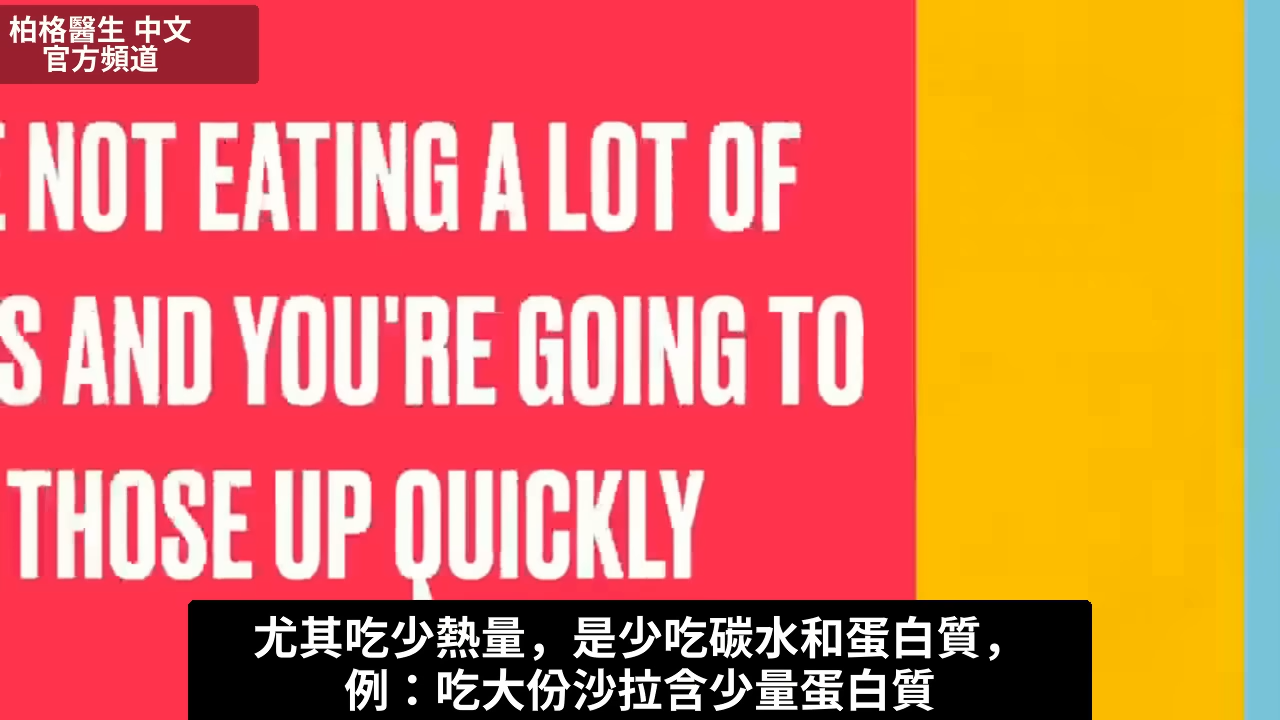 柏格醫生 中文
官方頻道
NOT EATING A LOT OF
AND YOU'RE GOING TO
THOSE UP QUICKLY
尤其吃少熱量，是少吃碳水和蛋白質，
例：吃大份沙拉含少量蛋白質